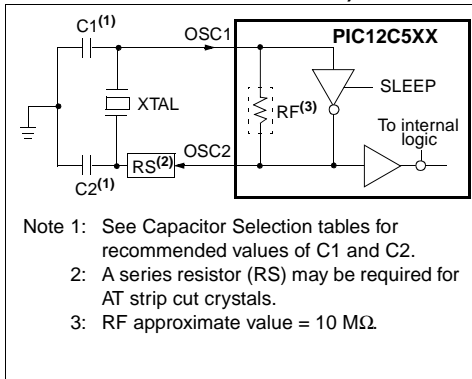 C1(1)
OSC1
PIC12C5XX
SLEEP
XTAL
RF(3)
To internal
logic
OSC2
RS(2)
C2(1)
Note 1: See Capacitor Selection tables for
recommended values of C1 and C2.
2: A series resistor (RS) may be required for
AT strip cut crystals.
3: RF approximate value = 10 MΩ.